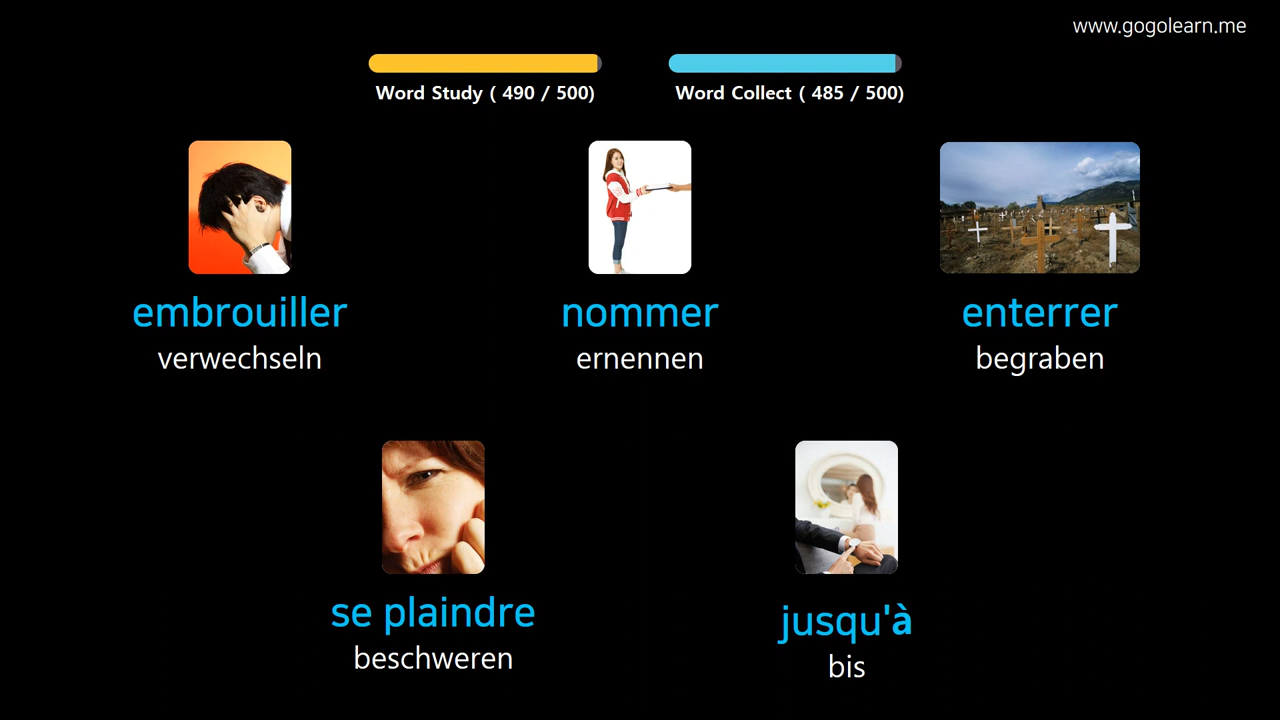 www.gogolearn.me
Word Study ( 490 / 500)
Word Collect ( 485 / 500)
embrouiller
verwechseln
nommer
ernennen
enterrer
begraben
se plaindre
beschweren
jusqu'à
bis